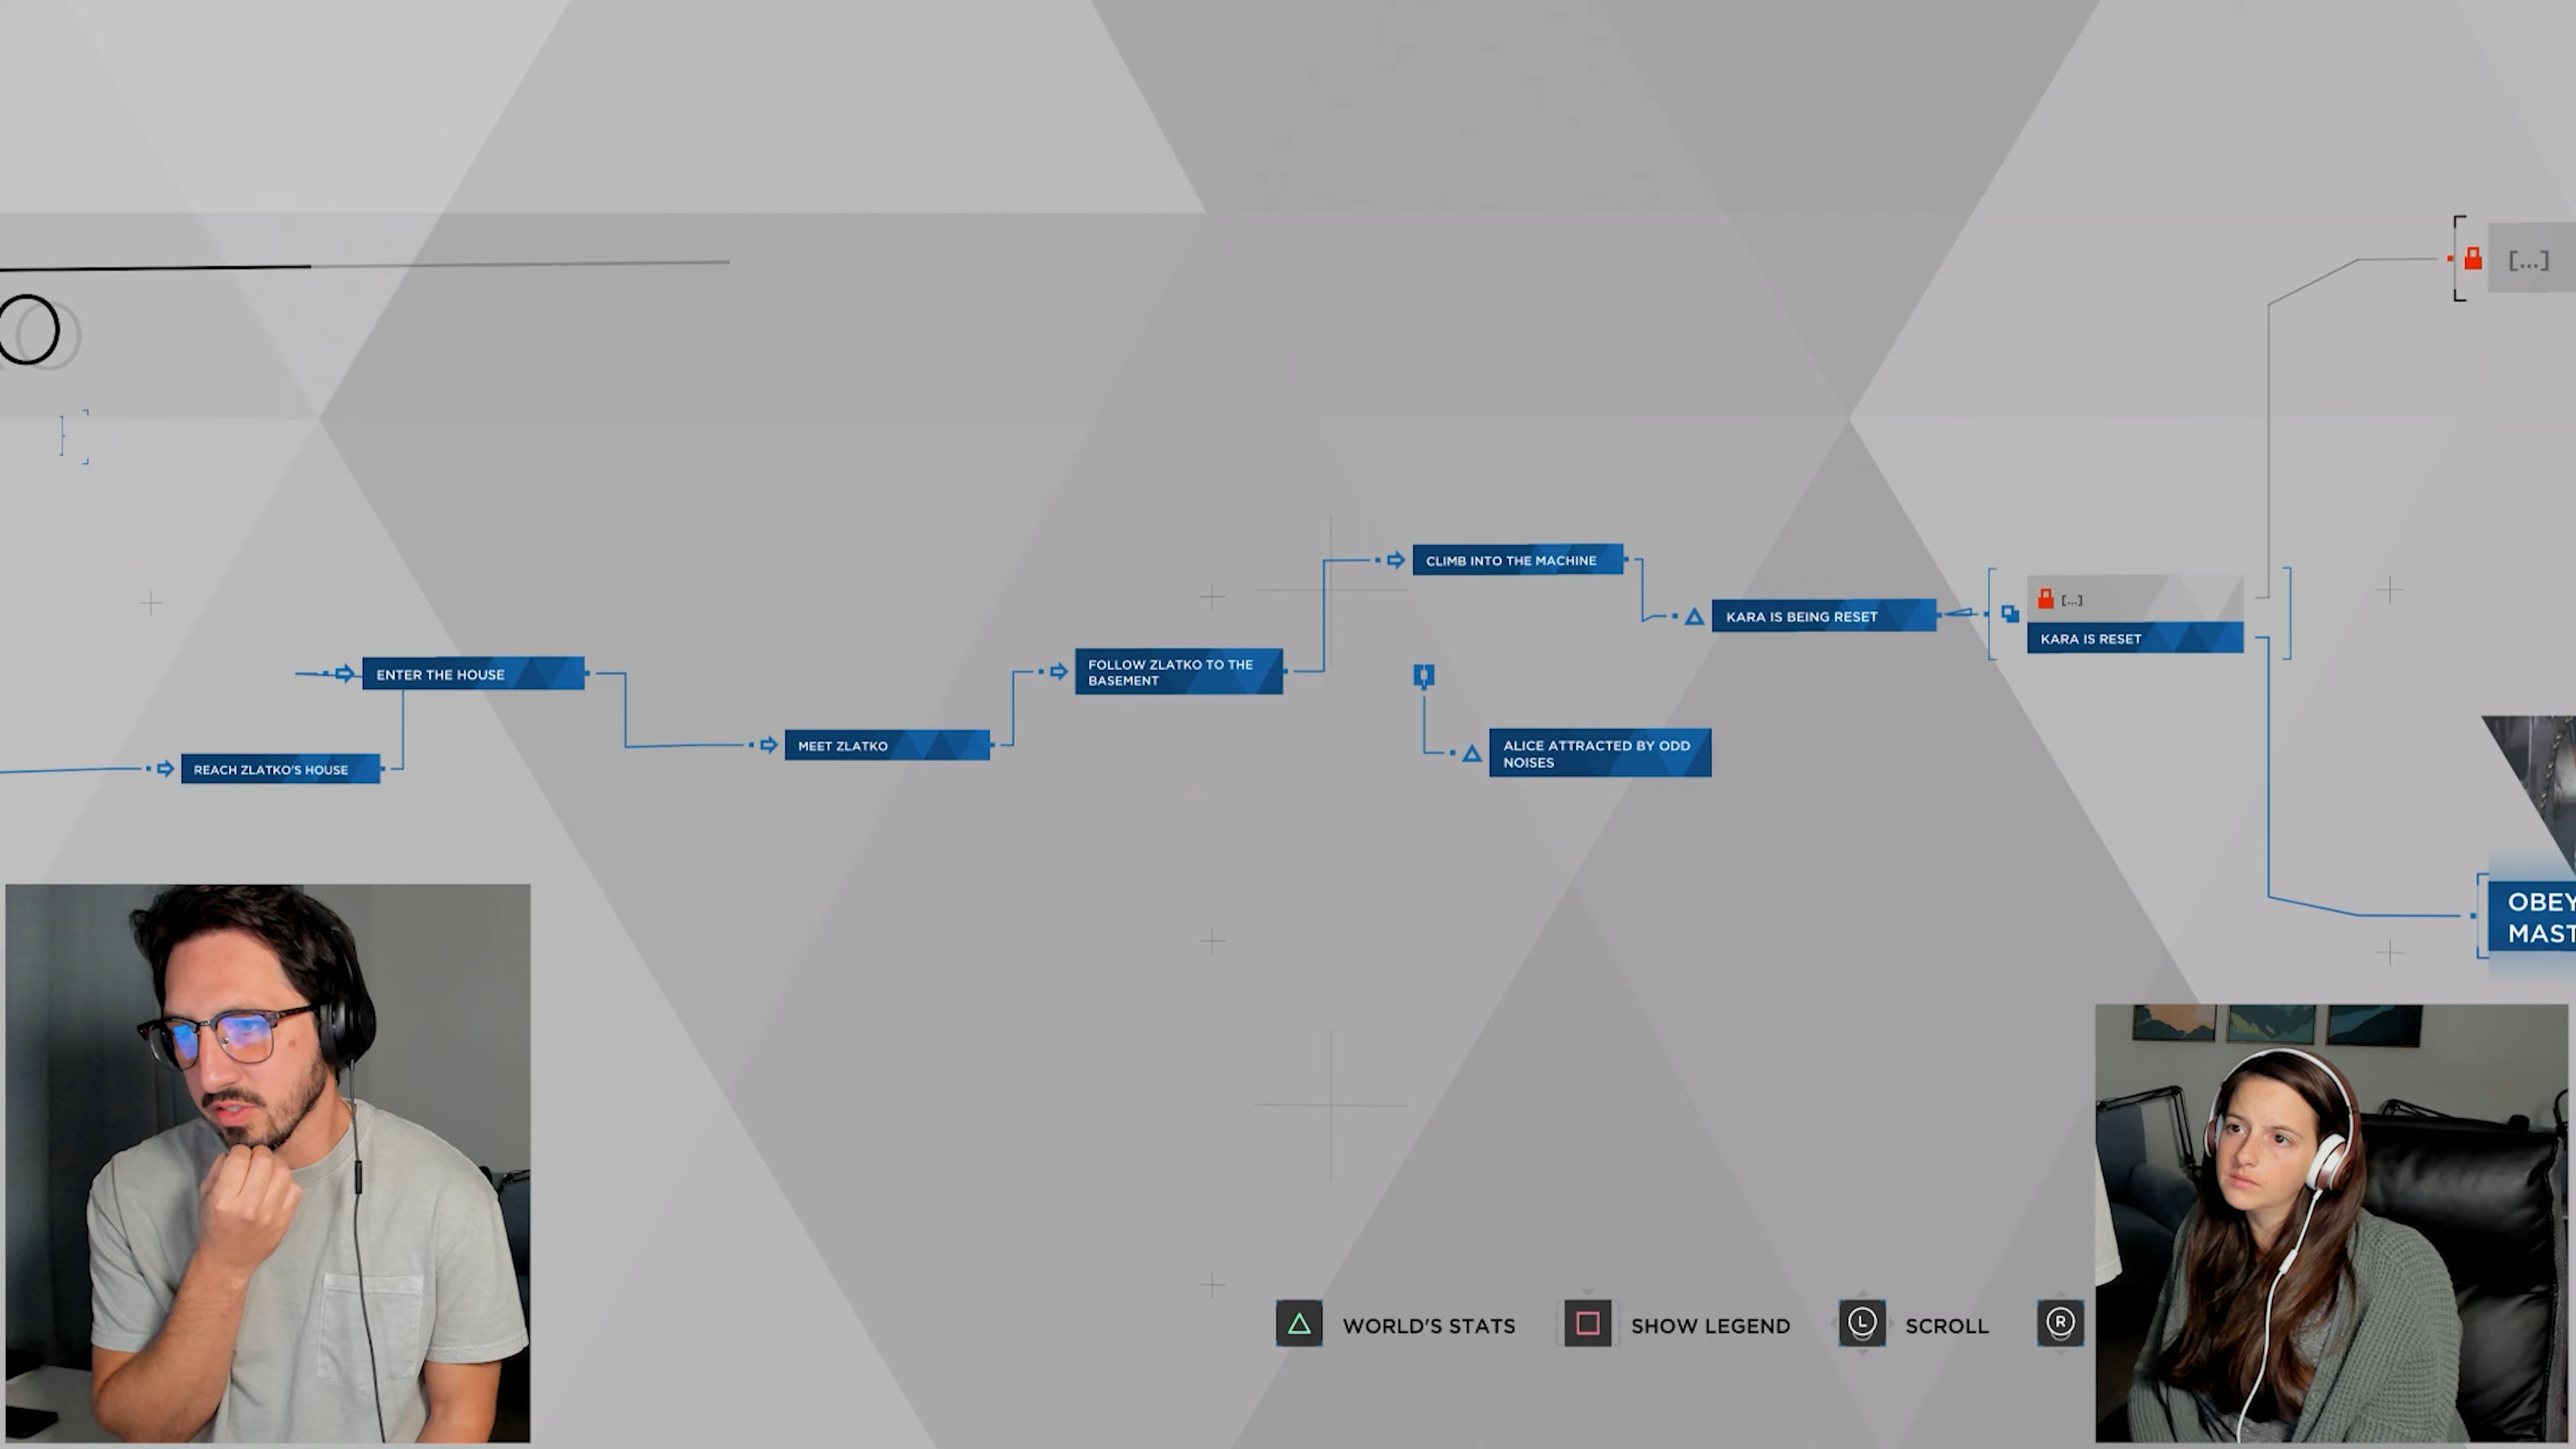 O
[...]
CLIMB INTO THE MACHINE
KARA IS BEING RESET
[...]
KARA IS RESET
FOLLOW ZLATKO TO THE
BASEMENT
ENTER THE HOUSE
MEET ZLATKO
ALICE ATTRACTED BY ODD
NOISES
REACH ZLATKO'S HOUSE
OBEY
MAST
WORLD'S STATS
SHOW LEGEND
L
SCROLL
R